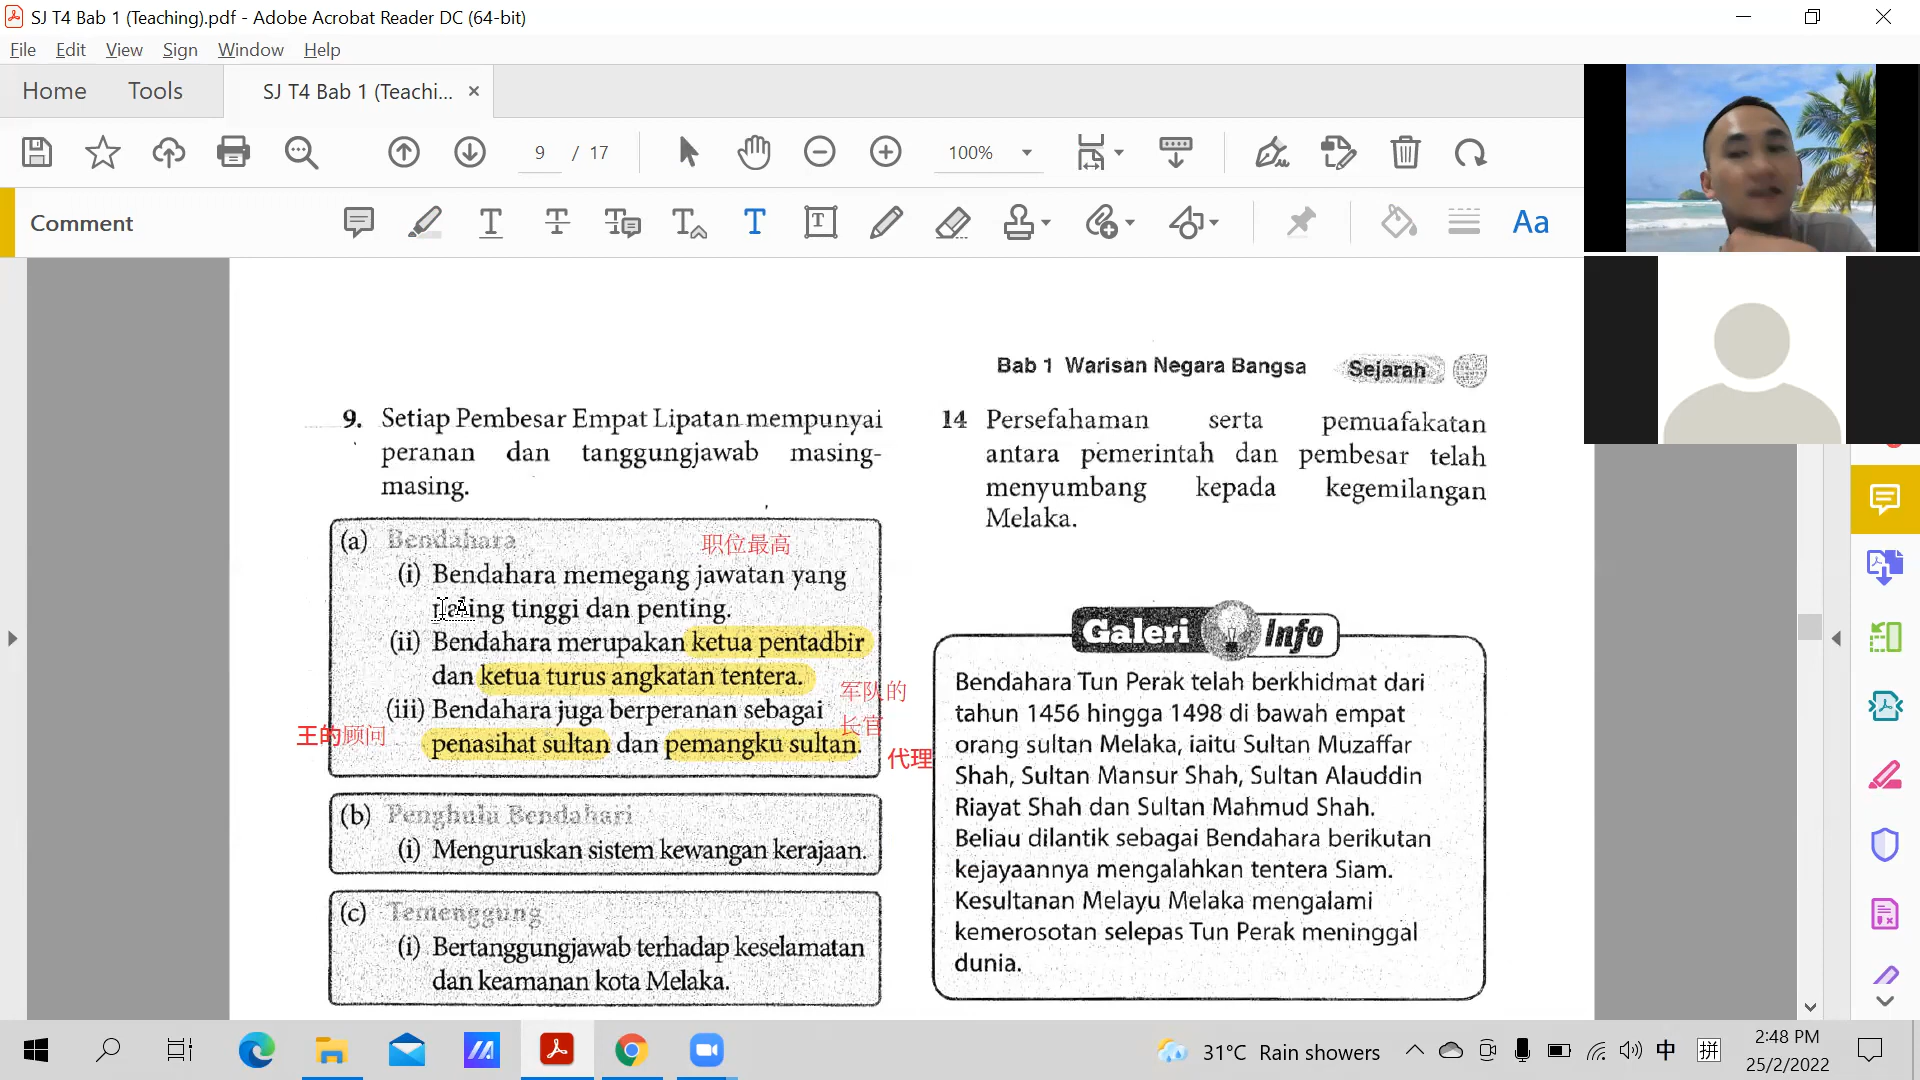 SJ T4 Bab 1 (Teaching).pdf - Adobe Acrobat Reader DC (64-bit)
File Edit View Sign Window Help
Home Tools SJ T4 Bab 1 (Teachi... ×
9 / 17 100%
Comment
Aa
Bab 1 Warisan Negara Bangsa Sejarah
9. Setiap Pembesar Empat Lipatan mempunyai
peranan dan tanggungjawab masing-
masing.
(a) Bendahara 职位最高
(i) Bendahara memegang jawatan yang
paling tinggi dan penting.
(ii) Bendahara merupakan ketua pentadbir
dan ketua turus angkatan tentera.
军队的
长官
(iii) Bendahara juga berperanan sebagai
王的顾问
penasihat sultan dan pemangku sultan.
代理
(b) Penghulu Bendahari
(i) Menguruskan sistem kewangan kerajaan.
(c) Temenggung
(i) Bertanggungjawab terhadap keselamatan
dan keamanan kota Melaka.
14 Persefahaman serta pemuafakatan
antara pemerintah dan pembesar telah
menyumbang kepada kegemilangan
Melaka.
Galeri Info
Bendahara Tun Perak telah berkhidmat dari
tahun 1456 hingga 1498 di bawah empat
orang sultan Melaka, iaitu Sultan Muzaffar
Shah, Sultan Mansur Shah, Sultan Alauddin
Riayat Shah dan Sultan Mahmud Shah.
Beliau dilantik sebagai Bendahara berikutan
kejayaannya mengalahkan tentera Siam.
Kesultanan Melayu Melaka mengalami
kemerosotan selepas Tun Perak meninggal
dunia.
31°C Rain showers 中 拼 2:48 PM
25/2/2022